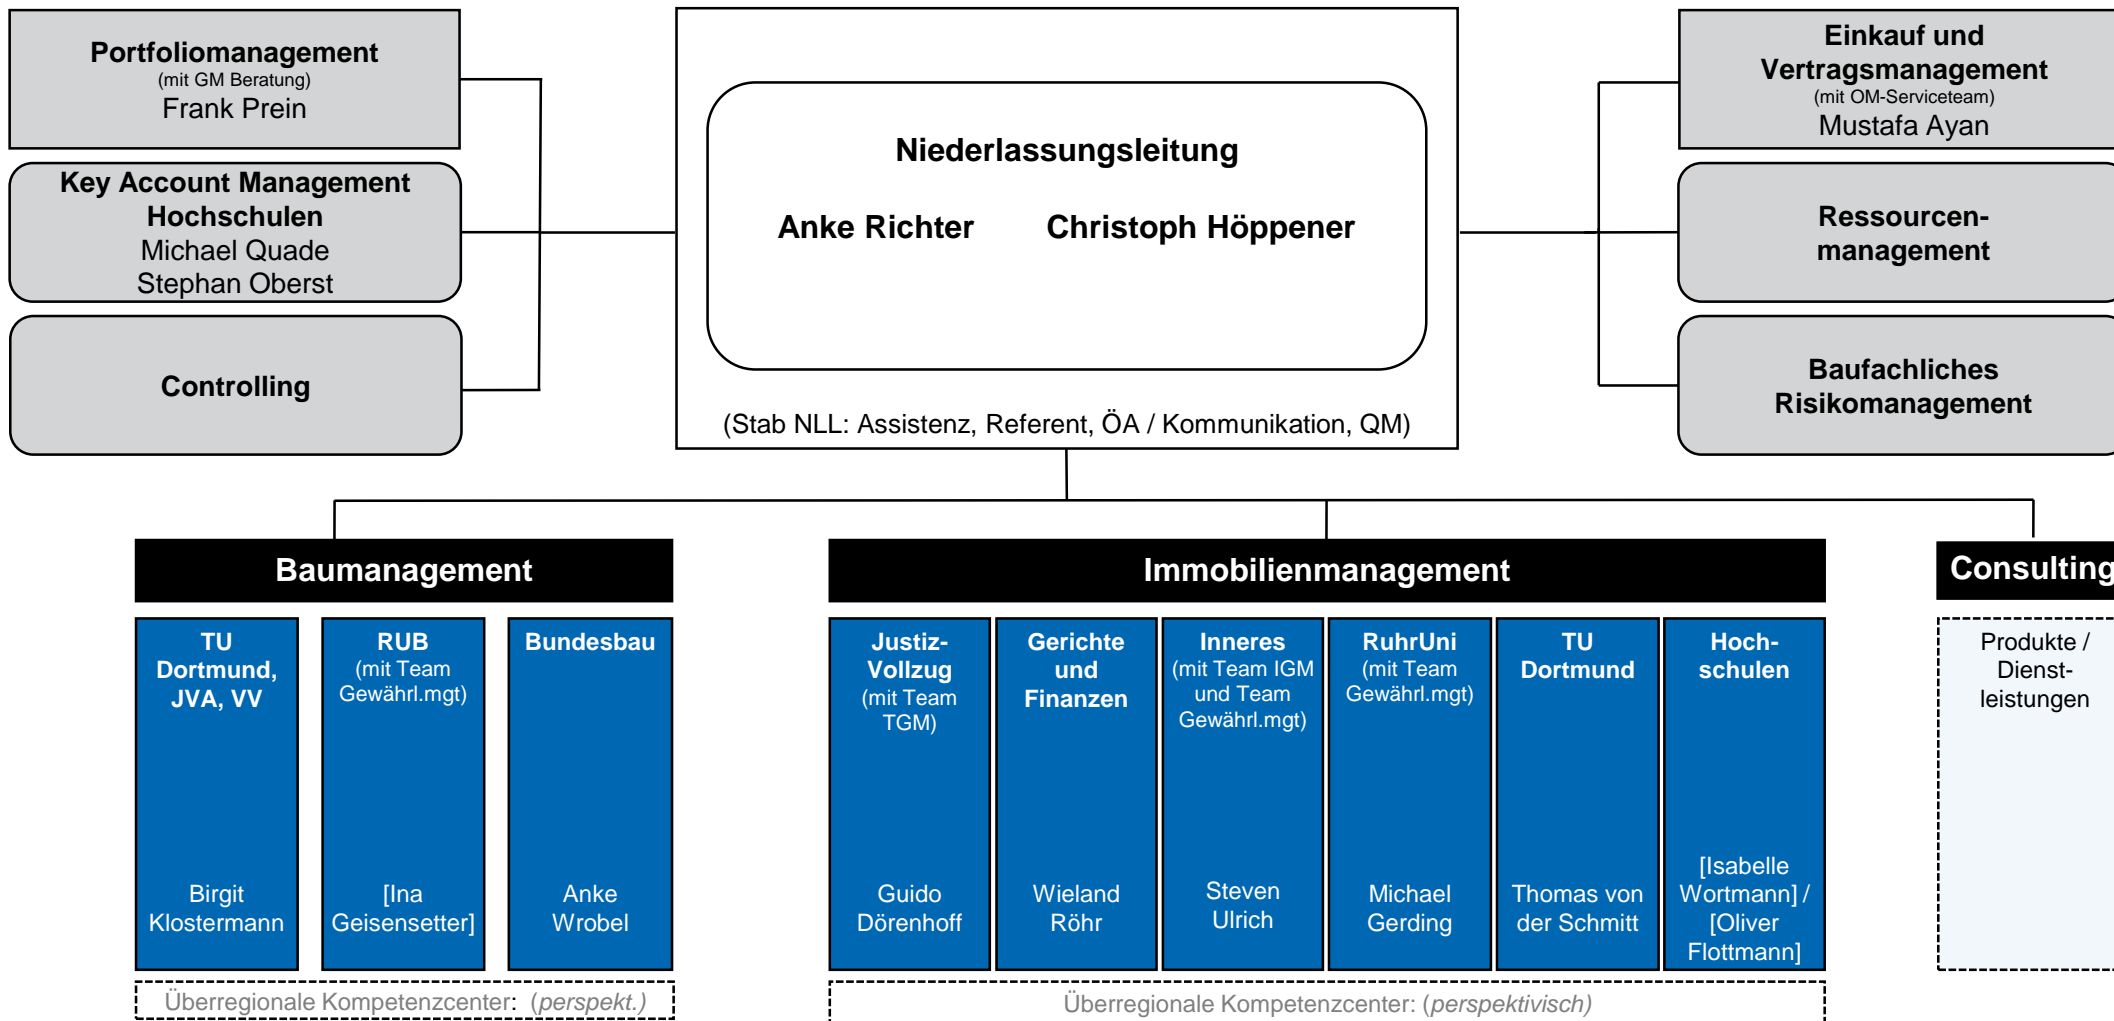 Portfoliomanagement
(mit GM Beratung)
Frank Prein
Key Account Management
Hochschulen
Michael Quade
Stephan Oberst
Controlling
Niederlassungsleitung
Anke Richter Christoph Höppener
(Stab NLL: Assistenz, Referent, ÖA / Kommunikation, QM)
Einkauf und
Vertragsmanagement
(mit OM-Serviceteam)
Mustafa Ayan
Ressourcen-
management
Baufachliches
Risikomanagement
Baumanagement
TU
Dortmund,
JVA, VV
Birgit
Klostermann
RUB
(mit Team
Gewährl.mgt)
[Ina
Geisensetter]
Bundesbau
Anke
Wrobel
Überregionale Kompetenzcenter: (perspekt.)
Immobilienmanagement
Justiz-
Vollzug
(mit Team
TGM)
Guido
Dörenhoff
Gerichte
und
Finanzen
Wieland
Röhr
Inneres
(mit Team IGM
und Team
Gewährl.mgt)
Steven
Ulrich
RuhrUni
(mit Team
Gewährl.mgt)
Michael
Gerding
TU
Dortmund
Thomas von
der Schmitt
Hoch-
schulen
[Isabelle
Wortmann] /
[Oliver
Flottmann]
Überregionale Kompetenzcenter: (perspektivisch)
Consulting
Produkte /
Dienst-
leistungen